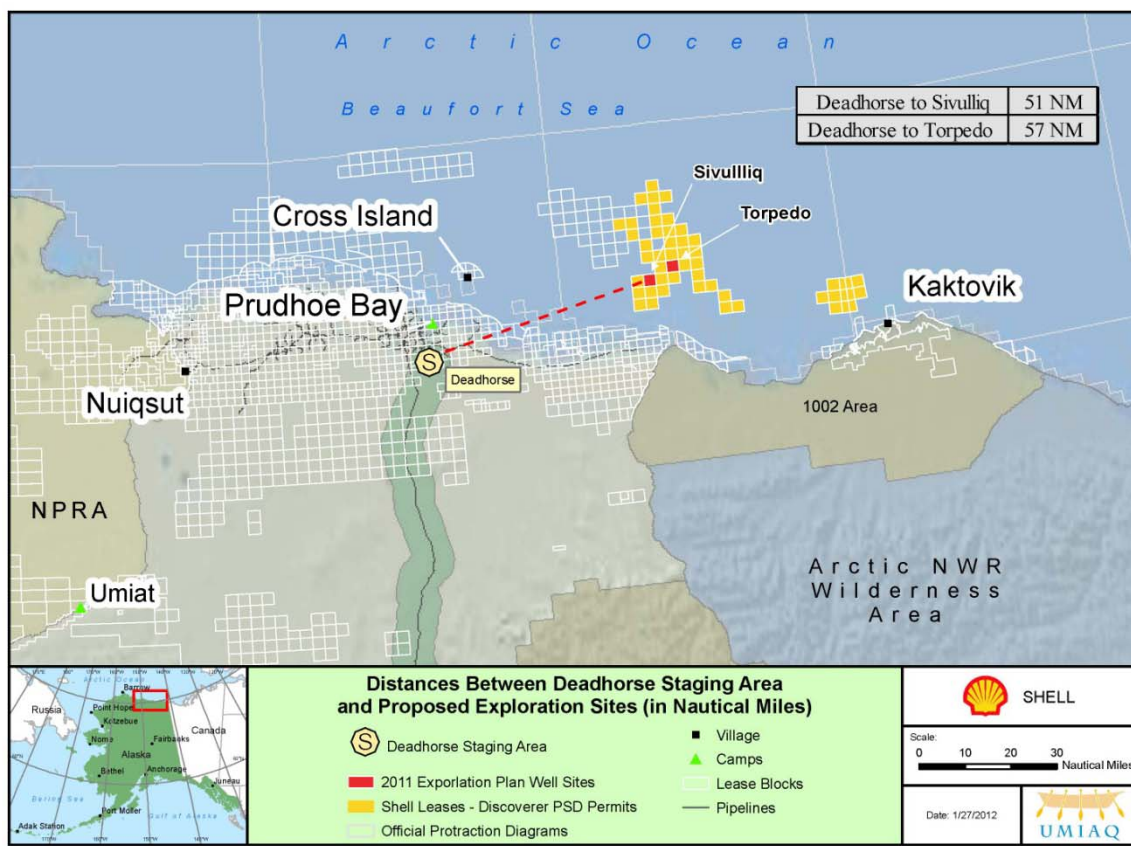 Arctic Ocean
Beaufort Sea
Deadhorse to Sivulliq 51 NM
Deadhorse to Torpedo 57 NM
Sivullliq
Torpedo
Cross Island
Kaktovik
Prudhoe Bay
S
Deadhorse
Nuiqsut
1002 Area
NPRA
Arctic NWR
Wilderness
Area
Umiat
Arctic Ocean
Barrow
Russia
Point Hope
Kotzebue
Canada
Nome
Fairbanks
Alaska
Bethel
Anchorage
Juneau
Bering Sea
Port Moller
Gulf of Alaska
Adak Station
Distances Between Deadhorse Staging Area
and Proposed Exploration Sites (in Nautical Miles)
S Deadhorse Staging Area
2011 Exporlation Plan Well Sites
Shell Leases - Discoverer PSD Permits
Official Protraction Diagrams
Village
Camps
Lease Blocks
Pipelines
SHELL
Scale:
0 10 20 30
Nautical Miles
Date: 1/27/2012
UMIAQ